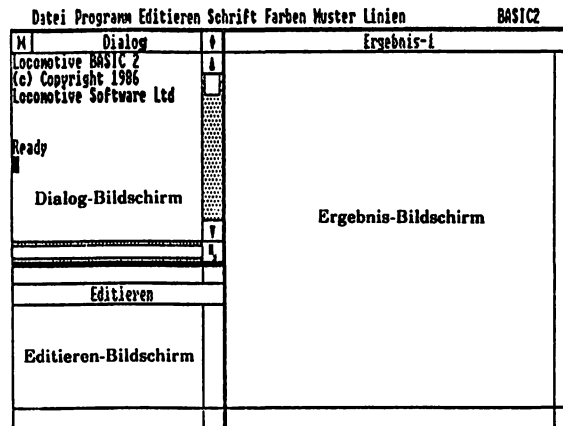 Datei Programm Editieren Schrift Farben Muster Linien BASIC2
Dialog
Ergebnis-1
Locomotive BASIC 2
(c) Copyright 1986
Locomotive Software Ltd
Ready
Dialog-Bildschirm
Ergebnis-Bildschirm
Editieren
Editieren-Bildschirm